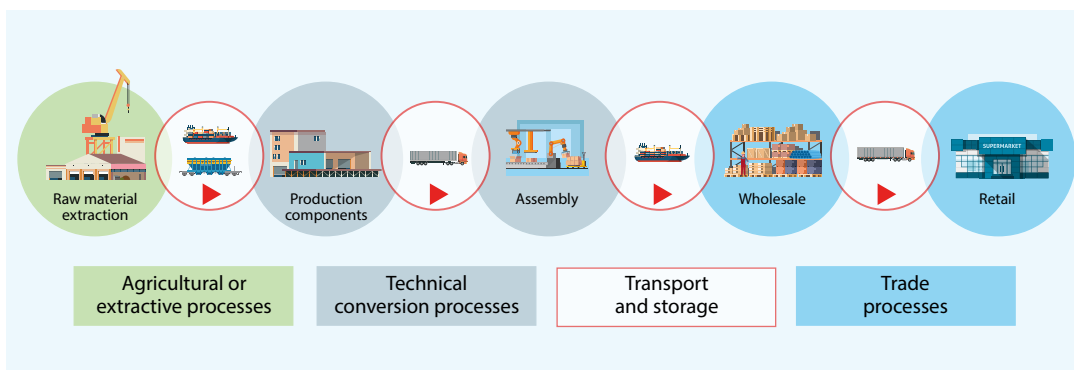 SUPERMARKET
Raw material
extraction
Production
components
Assembly
Wholesale
Retail
Agricultural or
extractive processes
Technical
conversion processes
Transport
and storage
Trade
processes